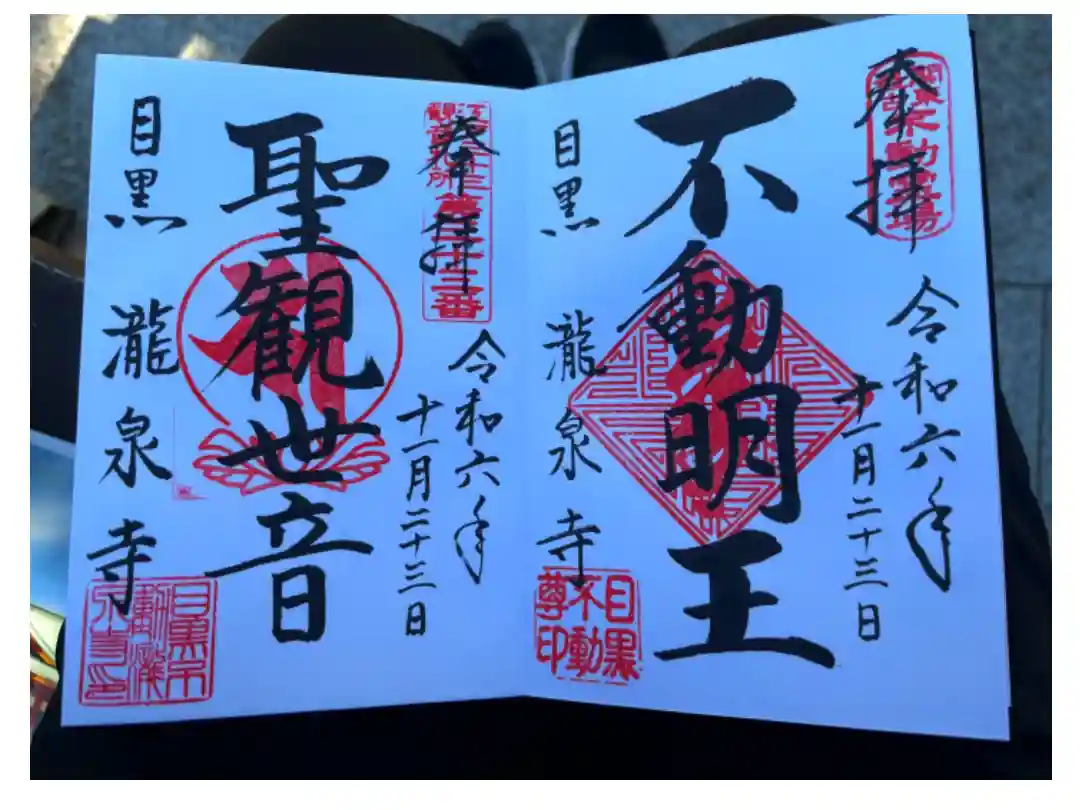 奉拝
令和六年
十一月二十三日
不動明王
目黒 瀧泉寺
目黒
不動
尊印
奉拝
令和六年
十一月二十三日
聖観世音
目黒 瀧泉寺